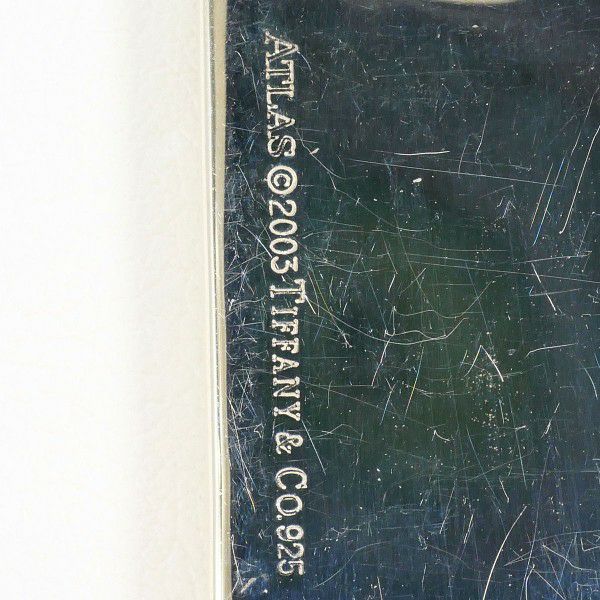 ATLAS ©2003 TIFFANY & CO.925